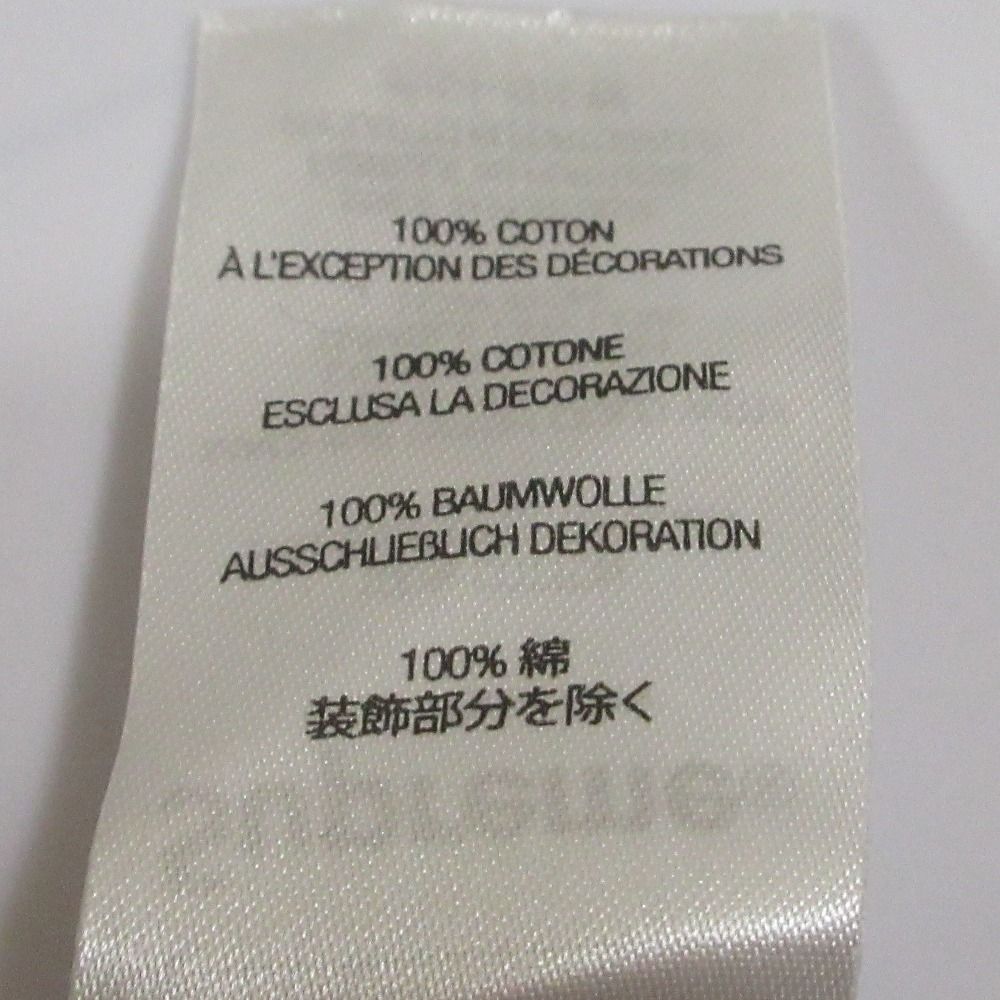 100% COTON
À L'EXCEPTION DES DÉCORATIONS
100% COTONE
ESCLUSA LA DECORAZIONE
100% BAUMWOLLE
AUSSCHLIEßLICH DEKORATION
100% 綿
装飾部分を除く